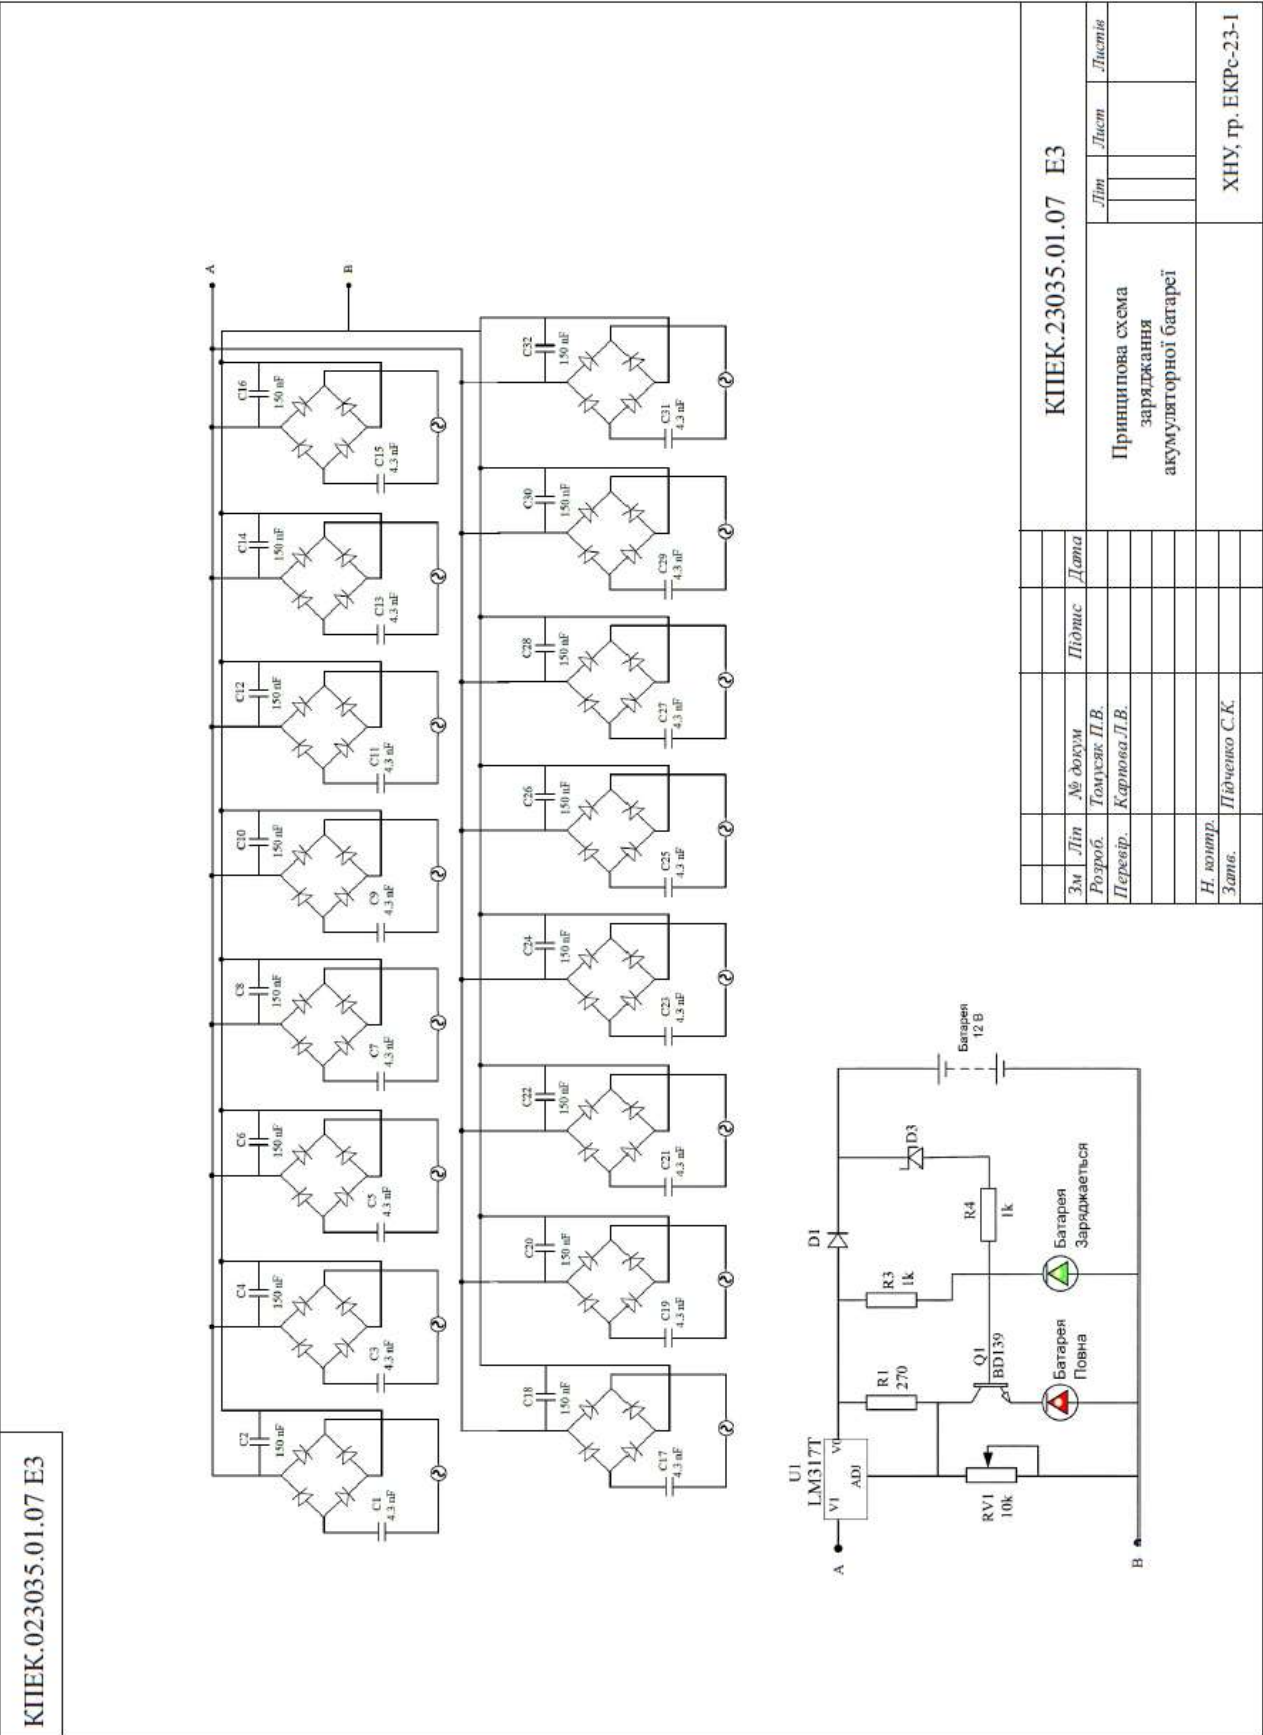 КПЕК.023035.01.07 Е3
A
B
C2
150 nF
C1
4.3 nF
C4
150 nF
C3
4.3 nF
C6
150 nF
C5
4.3 nF
C8
150 nF
C7
4.3 nF
C10
150 nF
C9
4.3 nF
C12
150 nF
C11
4.3 nF
C14
150 nF
C13
4.3 nF
C16
150 nF
C15
4.3 nF
C18
150 nF
C17
4.3 nF
C20
150 nF
C19
4.3 nF
C22
150 nF
C21
4.3 nF
C24
150 nF
C23
4.3 nF
C26
150 nF
C25
4.3 nF
C28
150 nF
C27
4.3 nF
C30
150 nF
C29
4.3 nF
C32
150 nF
C31
4.3 nF
A
U1
LM317T
V1
V0
ADJ
RV1
10k
R1
270
Q1
BD139
Батарея
Повна
R3
1k
D1
R4
1k
D3
Батарея
Заряджаеться
Батарея
12 В
B
КПЕК.23035.01.07 Е3
Зм Літ № докум Підпис Дата
Розроб. Томусяк П.В.
Перевір. Карпова Л.В.
Н. контр.
Затв. Підченко С.К.
Принципова схема
заряджання
акумуляторної батареї
Літ Лист Листів
ХНУ, гр. ЕКРс-23-1